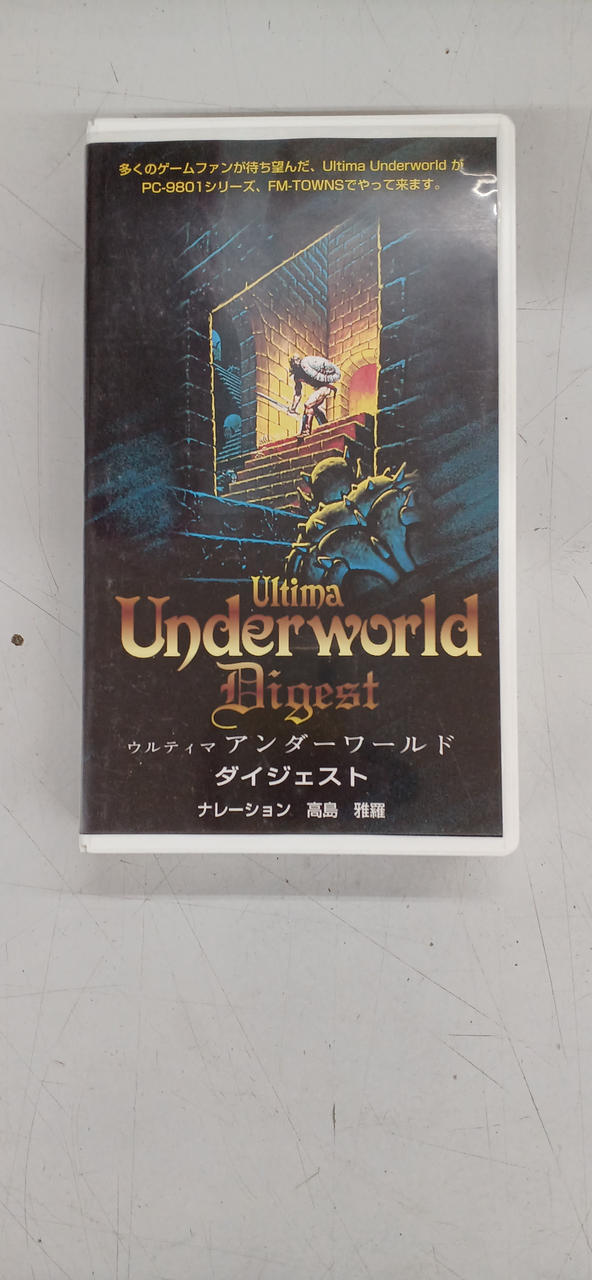 多くのゲームファンが待ち望んだ、Ultima Underworld が
PC-9801シリーズ、FM-TOWNSでやって来ます。
Ultima
Underworld
Digest
ウルティマ アンダーワールド
ダイジェスト
ナレーション 高島 雅羅